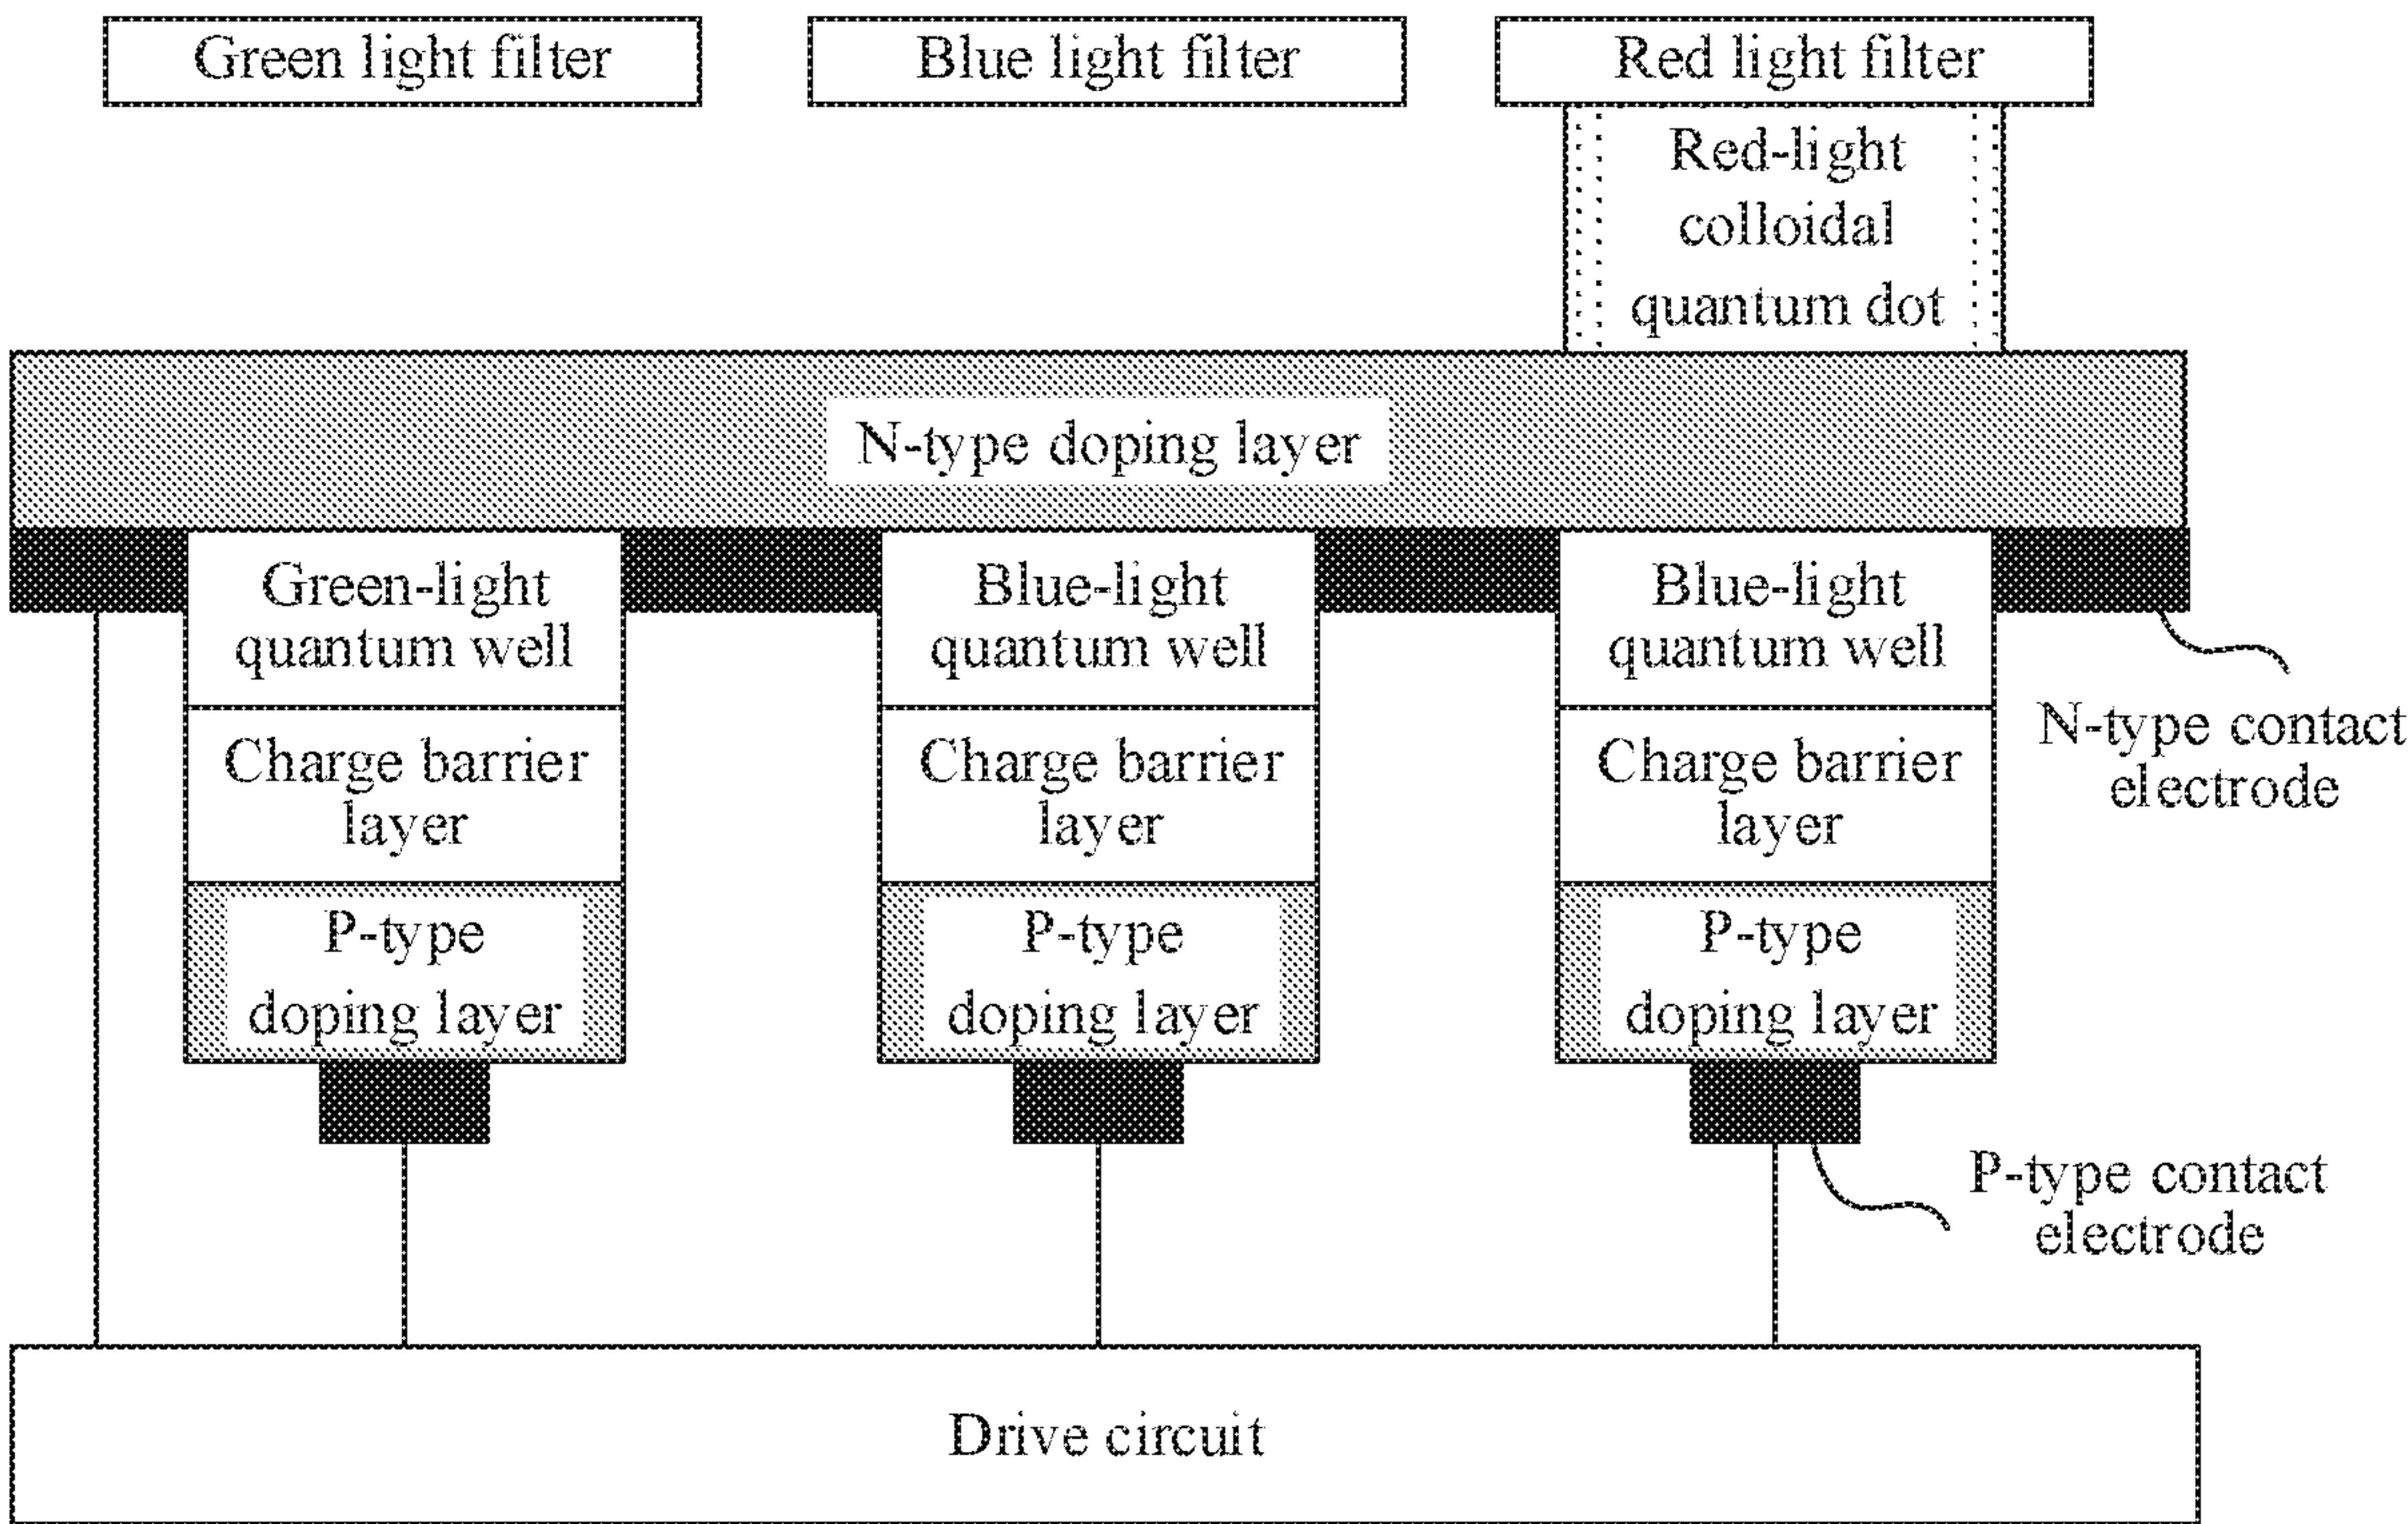 Green light filter
Blue light filter
Red light filter
Red-light
colloidal
quantum dot
N-type doping layer
Green-light
quantum well
Blue-light
quantum well
Blue-light
quantum well
N-type contact
electrode
Charge barrier
layer
Charge barrier
layer
Charge barrier
layer
P-type
doping layer
P-type
doping layer
P-type
doping layer
P-type contact
electrode
Drive circuit